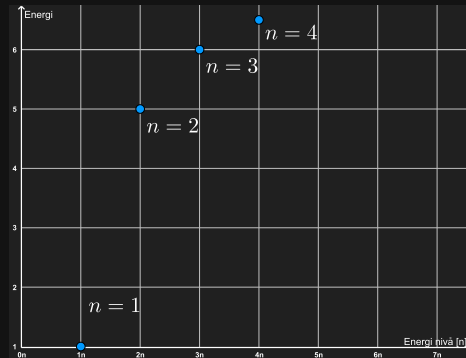 Energi
n = 4
6
n = 3
5
n = 2
4
3
2
n = 1
1
Energi nivå [n]
0n 1n 2n 3n 4n 5n 6n 7n